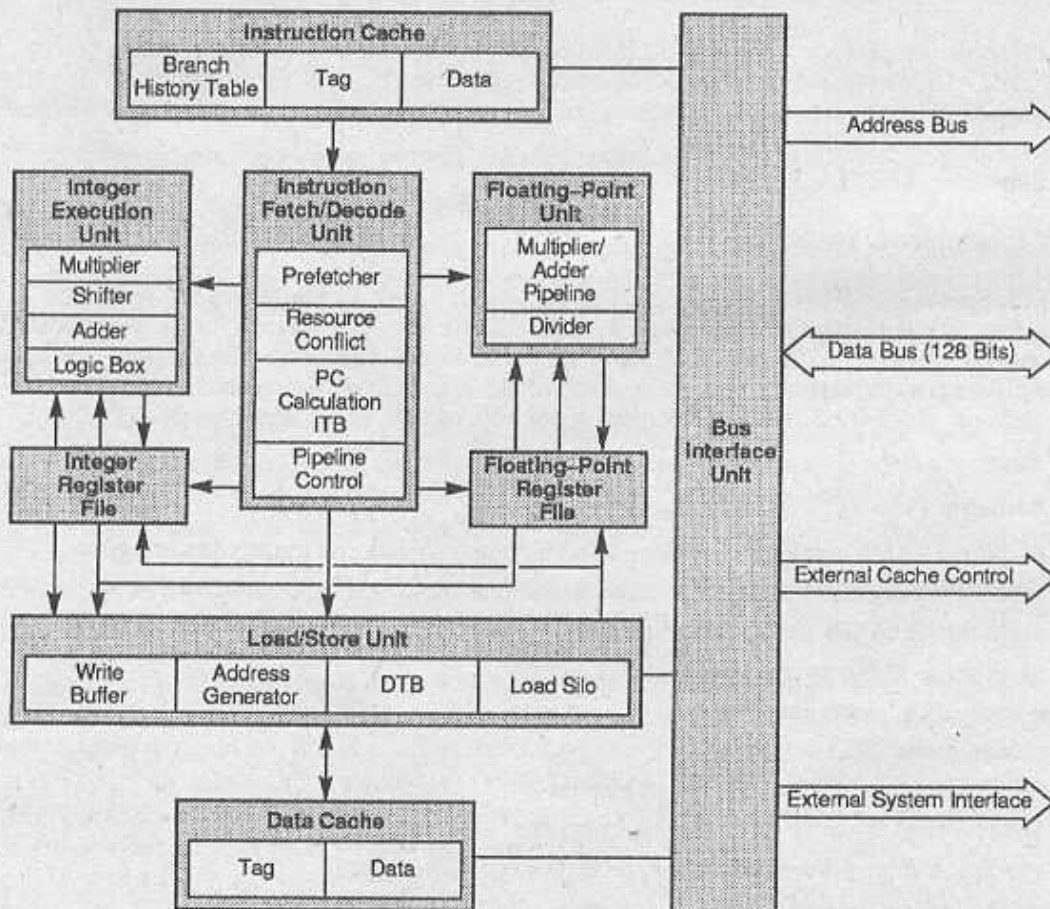 Instruction Cache
Branch
History Table
Tag
Data
Integer
Execution
Unit
Multiplier
Shifter
Adder
Logic Box
Instruction
Fetch/Decode
Unit
Prefetcher
Resource
Conflict
PC
Calculation
ITB
Pipeline
Control
Floating-Point
Unit
Multiplier/
Adder
Pipeline
Divider
Integer
Register
File
Floating-Point
Register
File
Load/Store Unit
Write
Buffer
Address
Generator
DTB
Load Silo
Data Cache
Tag
Data
Bus
Interface
Unit
Address Bus
Data Bus (128 Bits)
External Cache Control
External System Interface